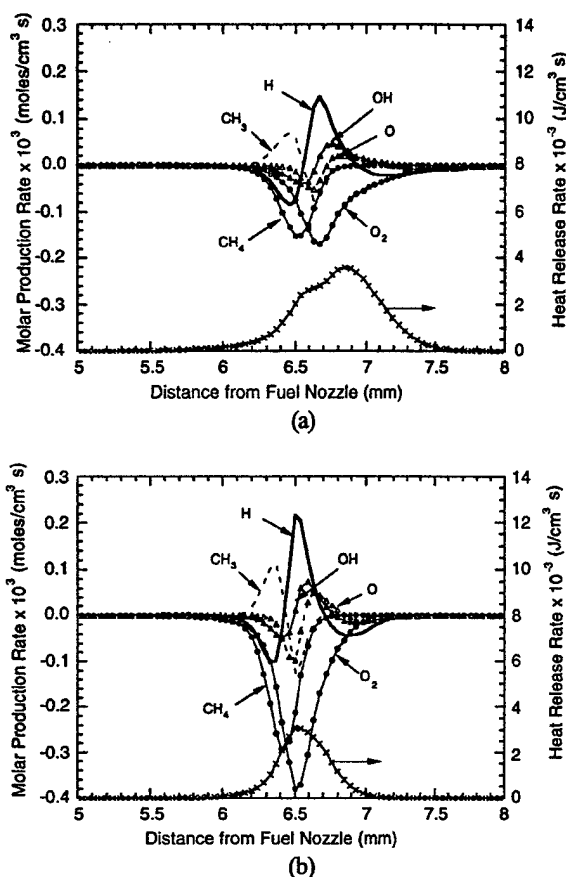 0.3
0.2
0.1
0.0
-0.1
-0.2
-0.3
-0.4
Molar Production Rate x 10³ (moles/cm³ s)
H
CH₃
OH
O
CH₄
O₂
14
12
10
8
6
4
2
0
Heat Release Rate x 10⁻³ (J/cm³ s)
5 5.5 6 6.5 7 7.5 8
Distance from Fuel Nozzle (mm)
(a)
0.3
0.2
0.1
0.0
-0.1
-0.2
-0.3
-0.4
Molar Production Rate x 10³ (moles/cm³ s)
H
CH₃
OH
O
CH₄
O₂
14
12
10
8
6
4
2
0
Heat Release Rate x 10⁻³ (J/cm³ s)
5 5.5 6 6.5 7 7.5 8
Distance from Fuel Nozzle (mm)
(b)